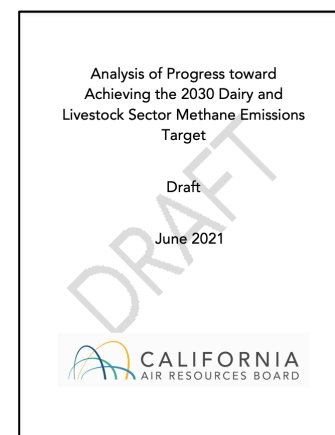 Analysis of Progress toward
Achieving the 2030 Dairy and
Livestock Sector Methane Emissions
Target
Draft
June 2021
DRAFT
CALIFORNIA
AIR RESOURCES BOARD